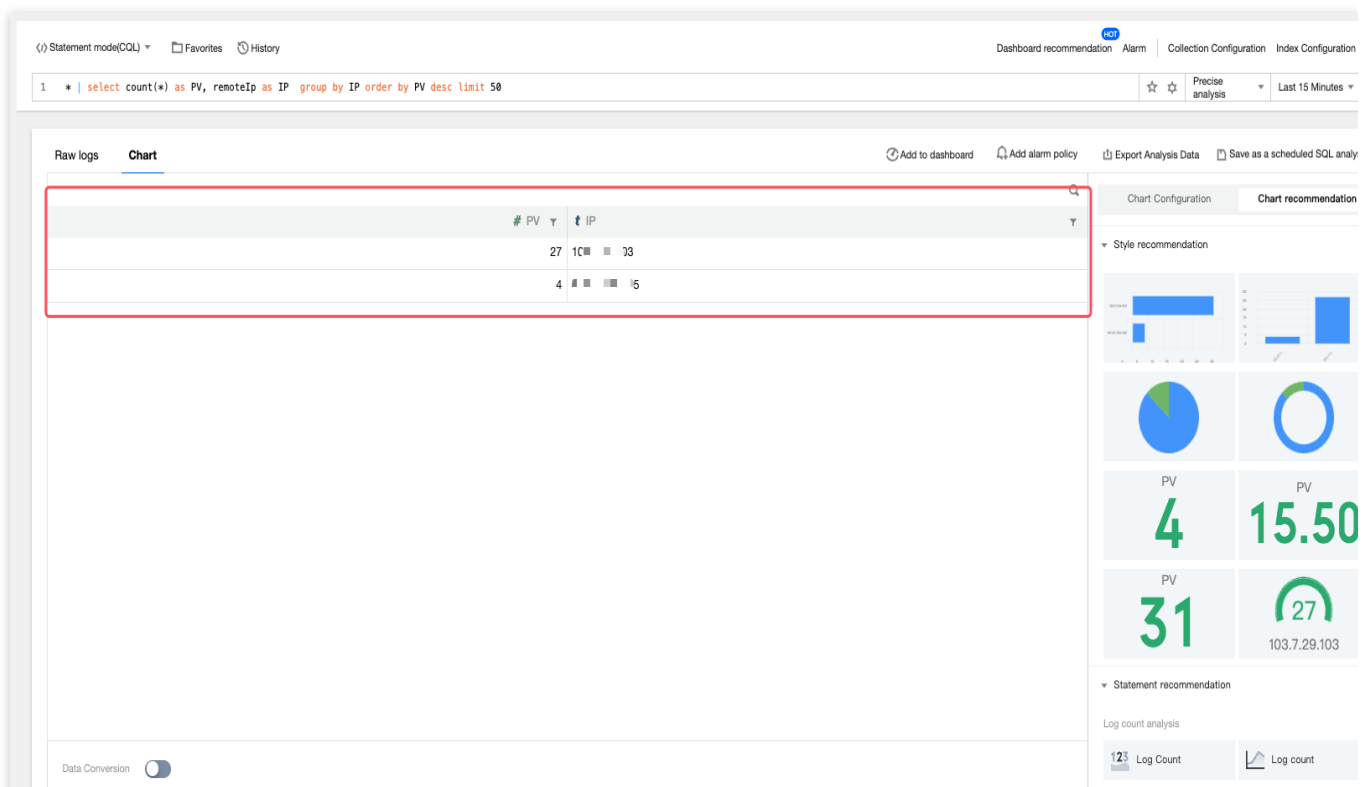 Statement mode(CQL) Favorites History
HOT
Dashboard recommendation Alarm Collection Configuration Index Configuration
1 * | select count(*) as PV, remoteIp as IP group by IP order by PV desc limit 50
Precise analysis
Last 15 Minutes
Raw logs Chart
Add to dashboard Add alarm policy Export Analysis Data Save as a scheduled SQL analy
Chart Configuration Chart recommendation
# PV t IP
27
4
Style recommendation
PV
4
PV
15.50
PV
31
27
103.7.29.103
Statement recommendation
Log count analysis
123 Log Count
Log count
Data Conversion